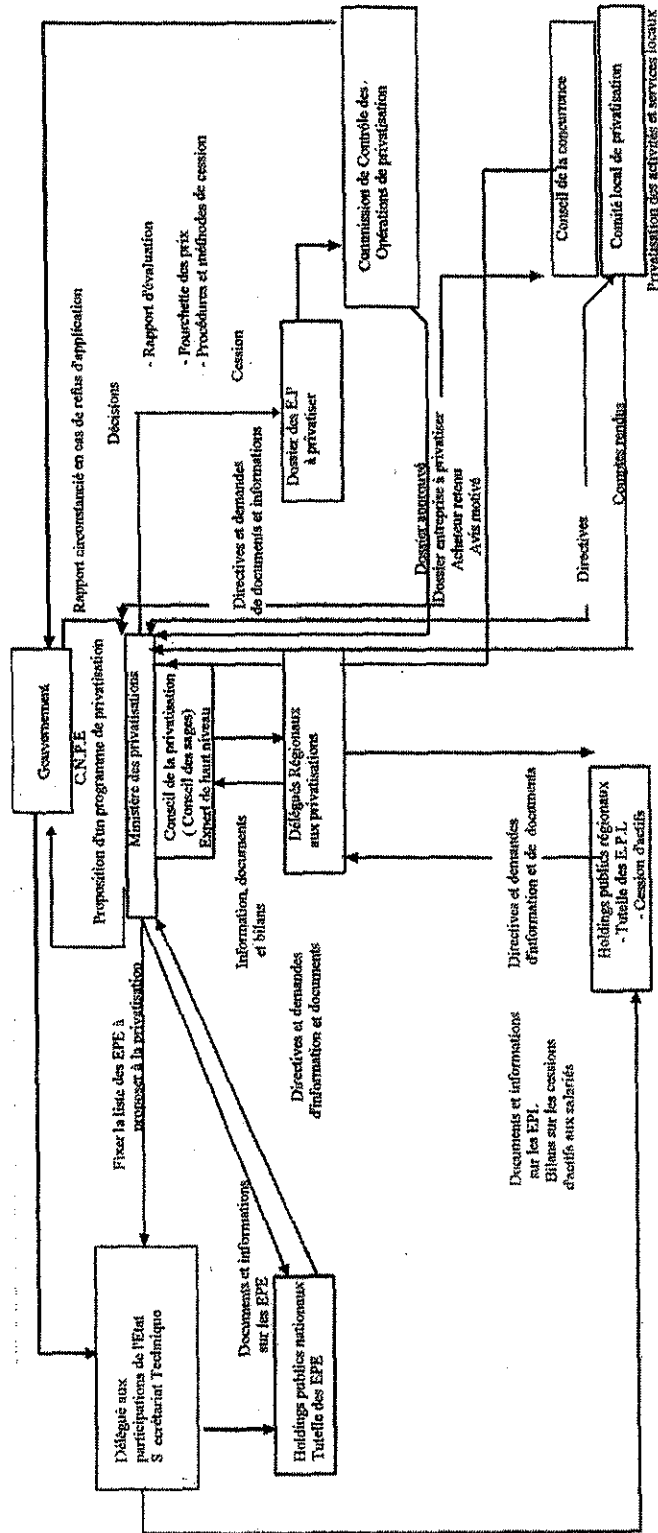 Gouvernement
C.N.P.E
Rapport circonstancié en cas de refus d'application
Proposition d'un programme de privatisation
Décisions
- Rapport d'évaluation
- Fourchette des prix
- Procédures et méthodes de cession
Fixer la liste des EPE à
proposer à la privatisation
Ministère des privatisations
Conseil de la privatisation
( Conseil des sages)
Expert de haut niveau
Cession
Délégué aux
participations de l'Etat
S ecrétariat Technique
Information, documents
et bilans
Directives et demandes
de documents et informations
Dossier des E.P
à privatiser
Commission de Contrôle des
Opérations de privatisation
Documents et informations
sur les EPE
Directives et demandes
d'information et documents
Délégués Régionaux
aux privatisations
Dossier approuvé
Dossier entreprise à privatiser
Acheteur retenu
Avis motivé
Holdings publics nationaux
Tutelle des EPE
Conseil de la concurrance
Documents et informations
sur les EPL
Bilans sur les cessions
d'actifs aux salariés
Directives et demandes
d'information et de documents
Directives
Comité local de privatisation
Holdings publics régionaux
- Tutelle des E.P.L
- Cession d'actifs
Comptes rendus
Privatisation des activités et services locaux